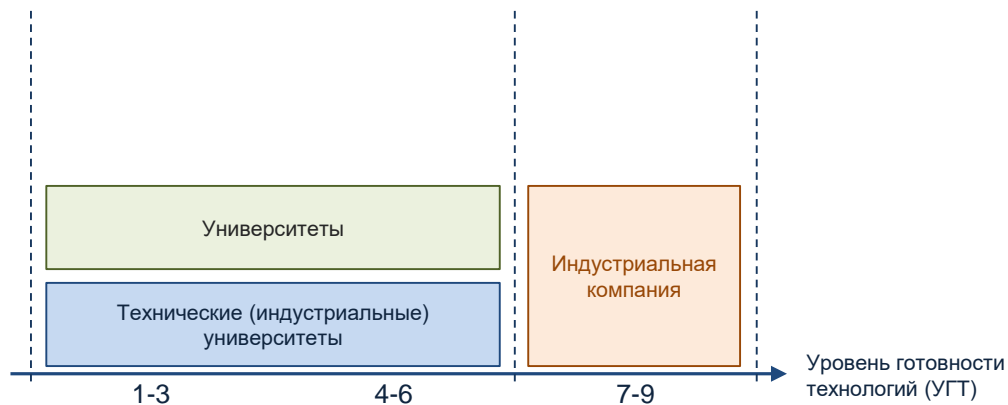 Университеты
Технические (индустриальные)
университеты
Индустриальная
компания
1-3
4-6
7-9
Уровень готовности
технологий (УГТ)